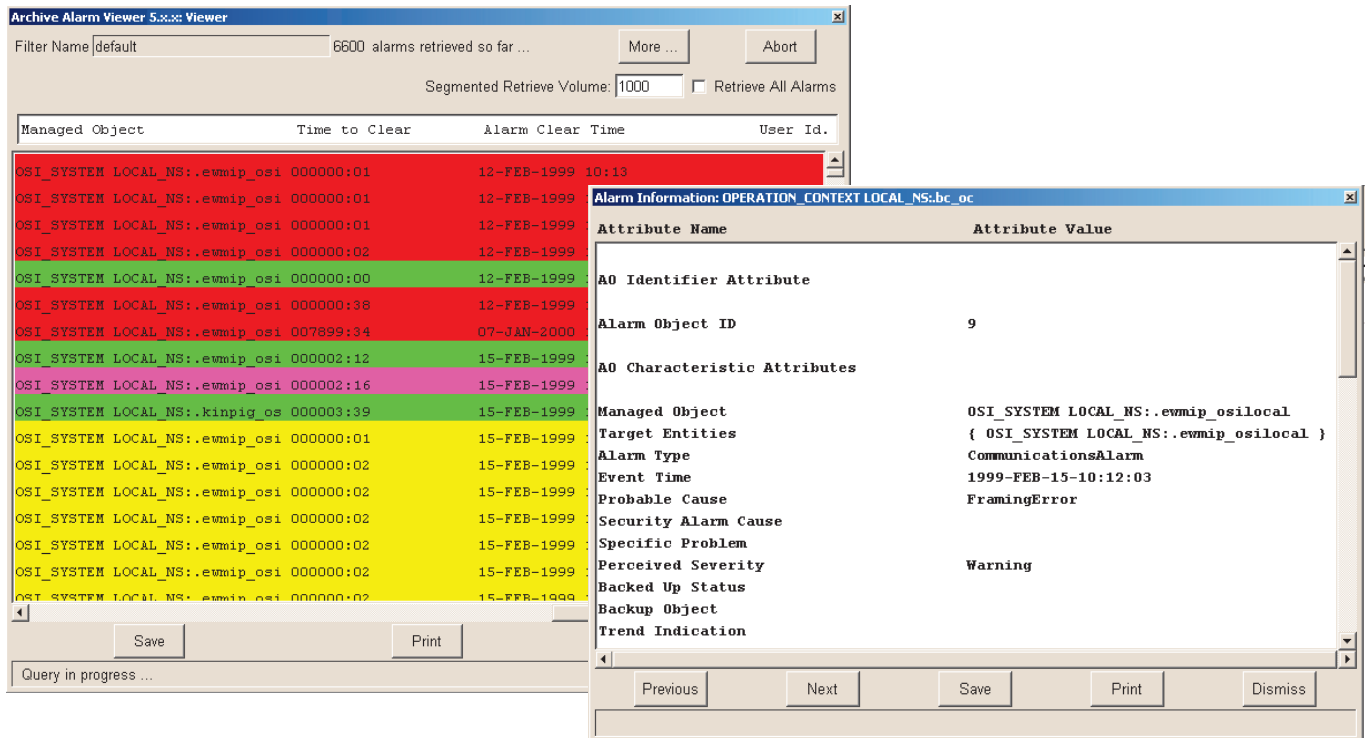 Archive Alarm Viewer 5.x.x: Viewer
Filter Name default 6600 alarms retrieved so far ... More ... Abort
Segmented Retrieve Volume: 1000 Retrieve All Alarms
Managed Object Time to Clear Alarm Clear Time User Id.
OSI_SYSTEM LOCAL_NS:.ewmip_osi 000000:01 12-FEB-1999 10:13
OSI_SYSTEM LOCAL_NS:.ewmip_osi 000000:01 12-FEB-1999
OSI_SYSTEM LOCAL_NS:.ewmip_osi 000000:01 12-FEB-1999
OSI_SYSTEM LOCAL_NS:.ewmip_osi 000000:02 12-FEB-1999
OSI_SYSTEM LOCAL_NS:.ewmip_osi 000000:00 12-FEB-1999
OSI_SYSTEM LOCAL_NS:.ewmip_osi 000000:38 12-FEB-1999
OSI_SYSTEM LOCAL_NS:.ewmip_osi 007899:34 07-JAN-2000
OSI_SYSTEM LOCAL_NS:.ewmip_osi 000002:12 15-FEB-1999
OSI_SYSTEM LOCAL_NS:.ewmip_osi 000002:16 15-FEB-1999
OSI_SYSTEM LOCAL_NS:.kinpig_os 000003:39 15-FEB-1999
OSI_SYSTEM LOCAL_NS:.ewmip_osi 000000:01 15-FEB-1999
OSI_SYSTEM LOCAL_NS:.ewmip_osi 000000:02 15-FEB-1999
OSI_SYSTEM LOCAL_NS:.ewmip_osi 000000:02 15-FEB-1999
OSI_SYSTEM LOCAL_NS:.ewmip_osi 000000:02 15-FEB-1999
OSI_SYSTEM LOCAL_NS:.ewmip_osi 000000:02 15-FEB-1999
OSI_SYSTEM LOCAL_NS:.ewmip_osi 000000:02 15-FEB-1999
OSI_SYSTEM LOCAL_NS:.ewmip_osi 000000:02 15-FEB-1999
Save Print
Query in progress ...
Alarm Information: OPERATION_CONTEXT LOCAL_NS:.bc_oc
Attribute Name Attribute Value
AO Identifier Attribute
Alarm Object ID 9
AO Characteristic Attributes
Managed Object OSI_SYSTEM LOCAL_NS:.ewmip_osilocal
Target Entities { OSI_SYSTEM LOCAL_NS:.ewmip_osilocal }
Alarm Type CommunicationsAlarm
Event Time 1999-FEB-15-10:12:03
Probable Cause FramingError
Security Alarm Cause
Specific Problem
Perceived Severity Warning
Backed Up Status
Backup Object
Trend Indication
Previous Next Save Print Dismiss